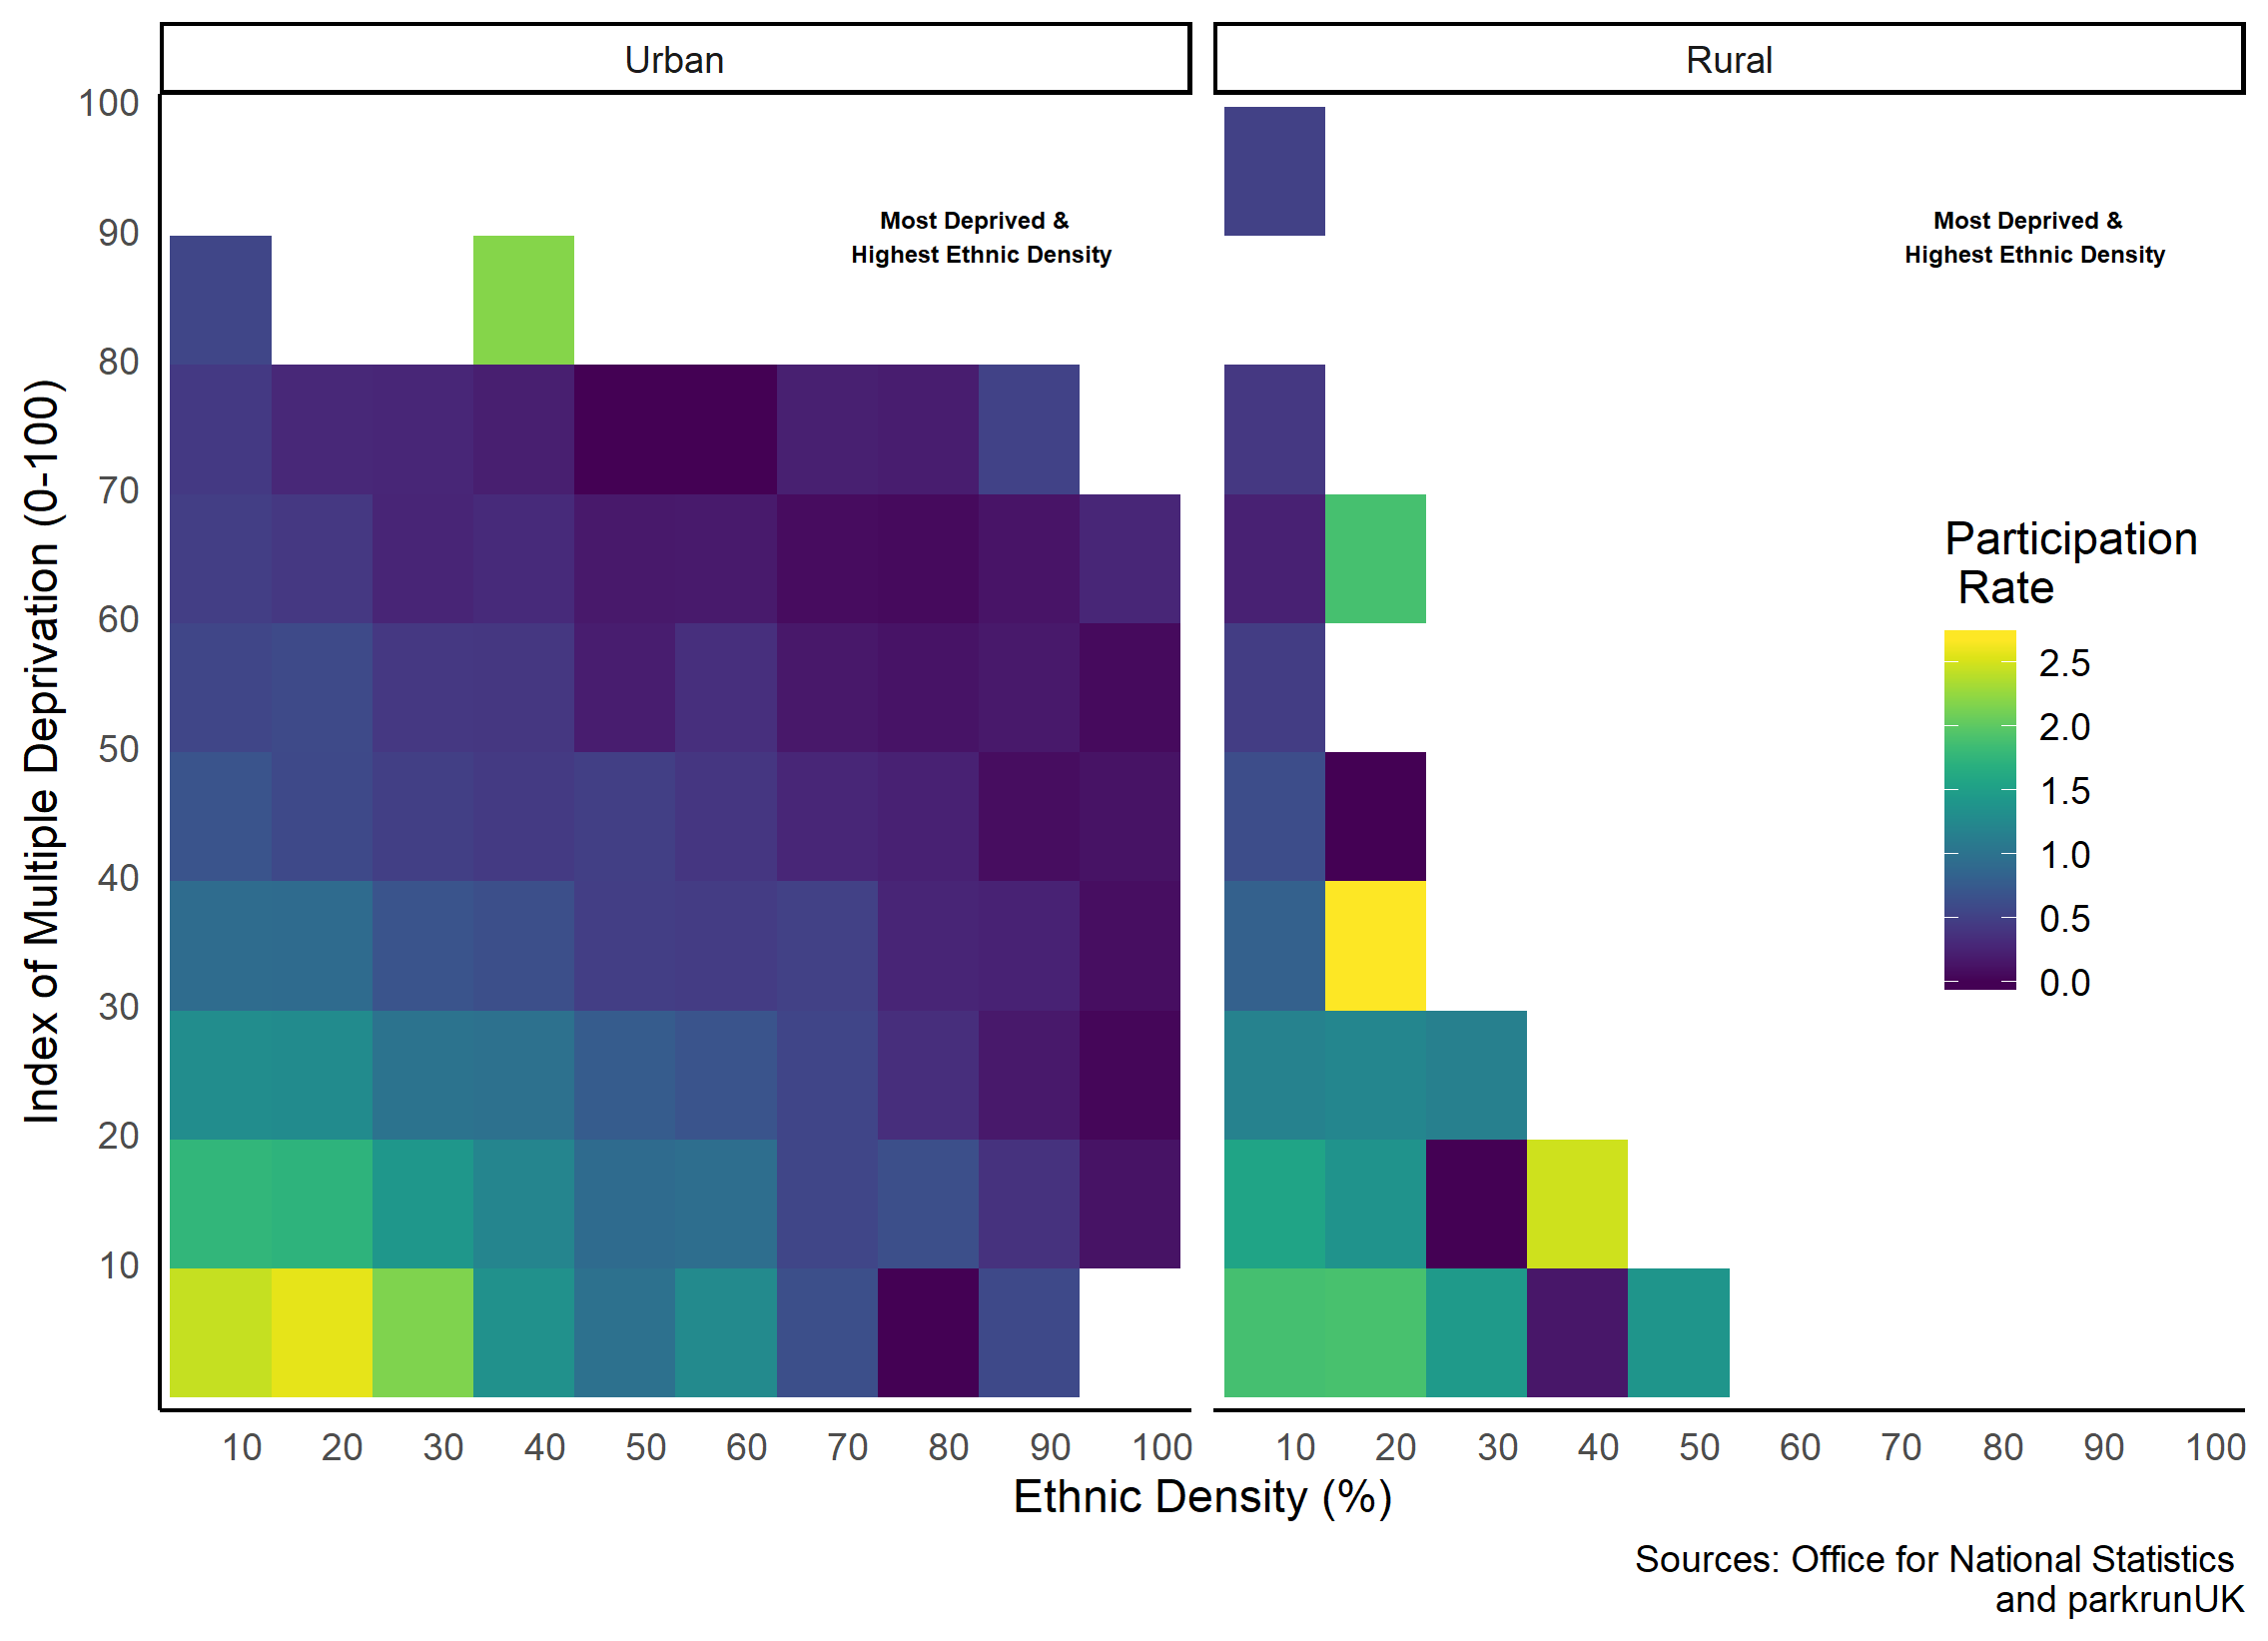 Urban
Rural
100
90
80
70
60
50
40
30
20
10
Index of Multiple Deprivation (0-100)
Most Deprived &
Highest Ethnic Density
Most Deprived &
Highest Ethnic Density
Participation
Rate
2.5
2.0
1.5
1.0
0.5
0.0
10 20 30 40 50 60 70 80 90 100
10 20 30 40 50 60 70 80 90 100
Ethnic Density (%)
Sources: Office for National Statistics
and parkrunUK